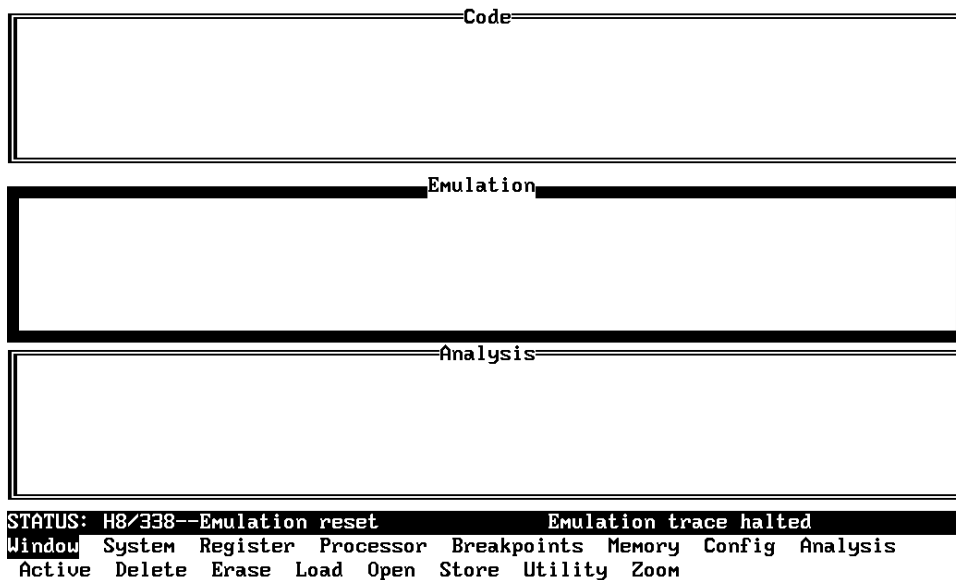 Code
Emulation
Analysis
STATUS: H8/338--Emulation reset Emulation trace halted
Window System Register Processor Breakpoints Memory Config Analysis
Active Delete Erase Load Open Store Utility Zoom